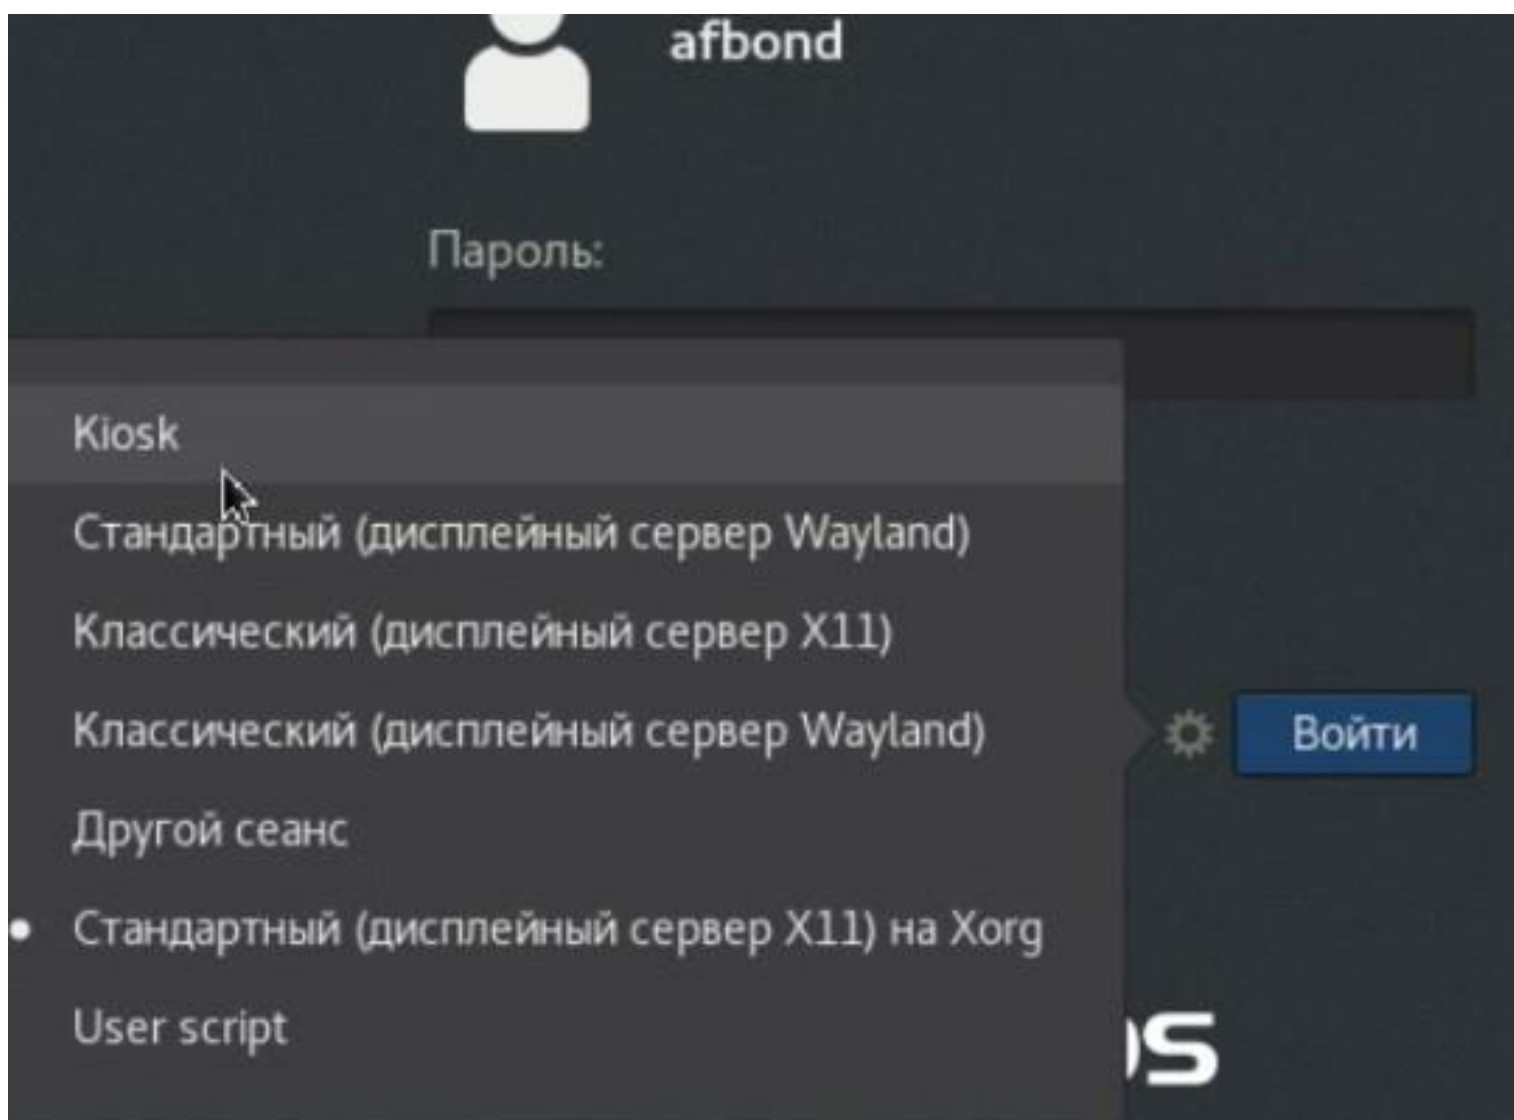 afbond
Пароль:
Kiosk
Стандартный (дисплейный сервер Wayland)
Классический (дисплейный сервер X11)
Классический (дисплейный сервер Wayland)
Войти
Другой сеанс
Стандартный (дисплейный сервер X11) на Xorg
User script